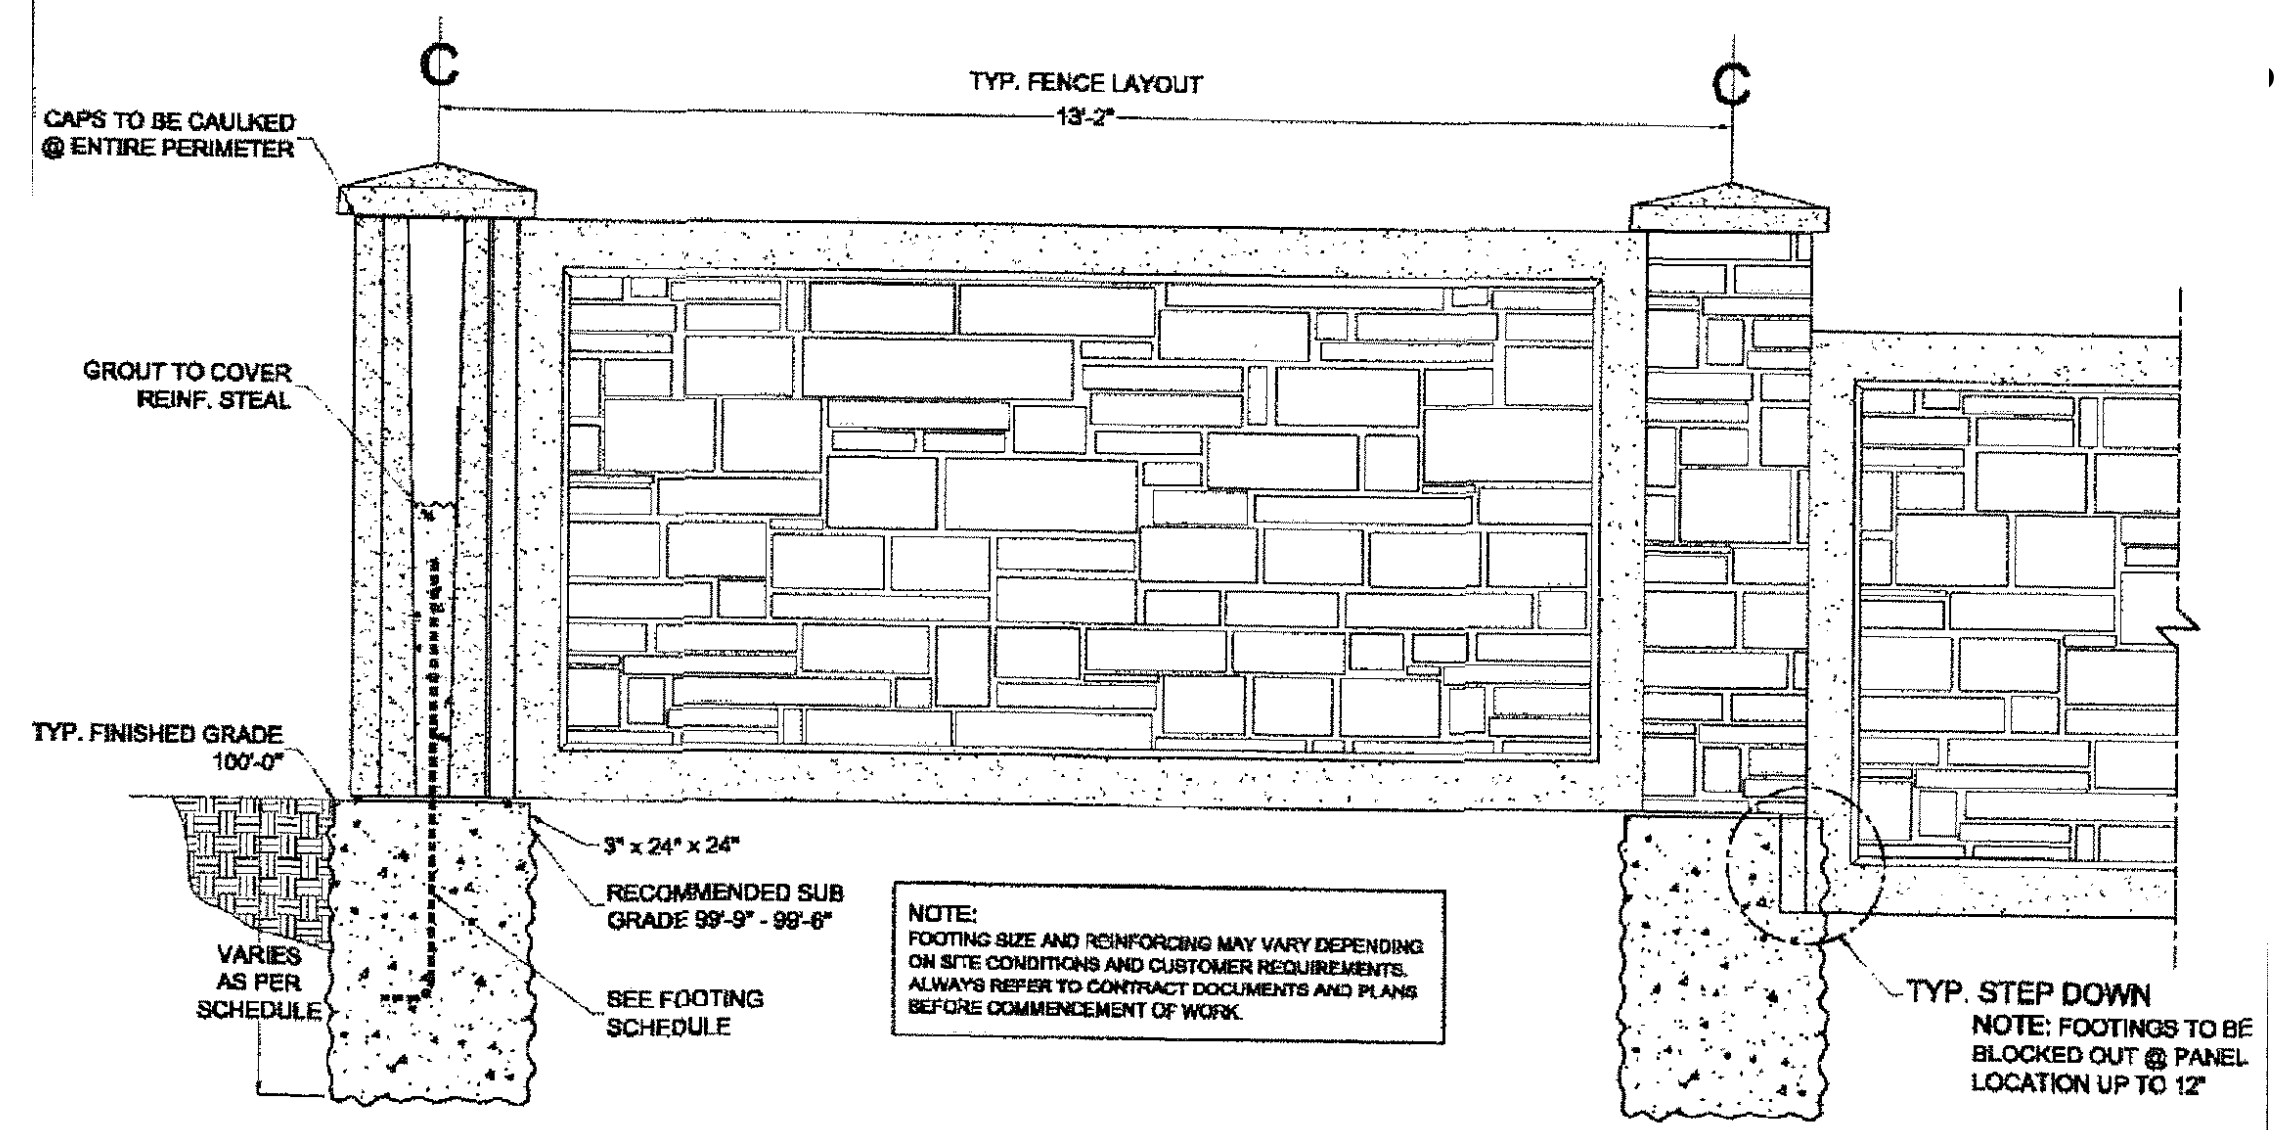 C
C
TYP. FENCE LAYOUT
13'-2"
CAPS TO BE CAULKED
@ ENTIRE PERIMETER
GROUT TO COVER
REINF. STEAL
TYP. FINISHED GRADE
100'-0"
3" x 24" x 24"
RECOMMENDED SUB
GRADE 99'-9" - 99'-6"
VARIES
AS PER
SCHEDULE
SEE FOOTING
SCHEDULE
NOTE:
FOOTING SIZE AND REINFORCING MAY VARY DEPENDING
ON SITE CONDITIONS AND CUSTOMER REQUIREMENTS.
ALWAYS REFER TO CONTRACT DOCUMENTS AND PLANS
BEFORE COMMENCEMENT OF WORK.
TYP. STEP DOWN
NOTE: FOOTINGS TO BE
BLOCKED OUT @ PANEL
LOCATION UP TO 12"